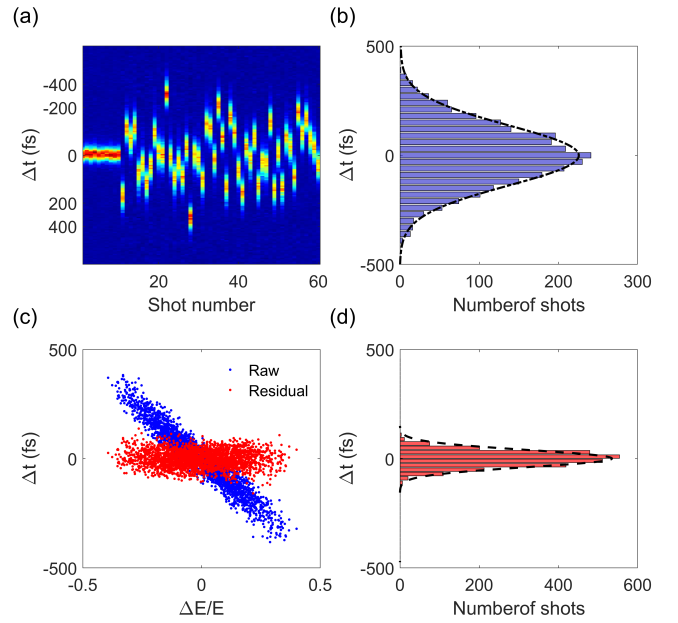 (a)
(b)
-400
-200
0
200
400
Δt (fs)
20
40
60
Shot number
500
0
-500
Δt (fs)
0
100
200
300
Numberof shots
(c)
(d)
500
0
-500
Δt (fs)
Raw
Residual
-0.5
0
0.5
ΔE/E
500
0
-500
Δt (fs)
0
200
400
600
Numberof shots